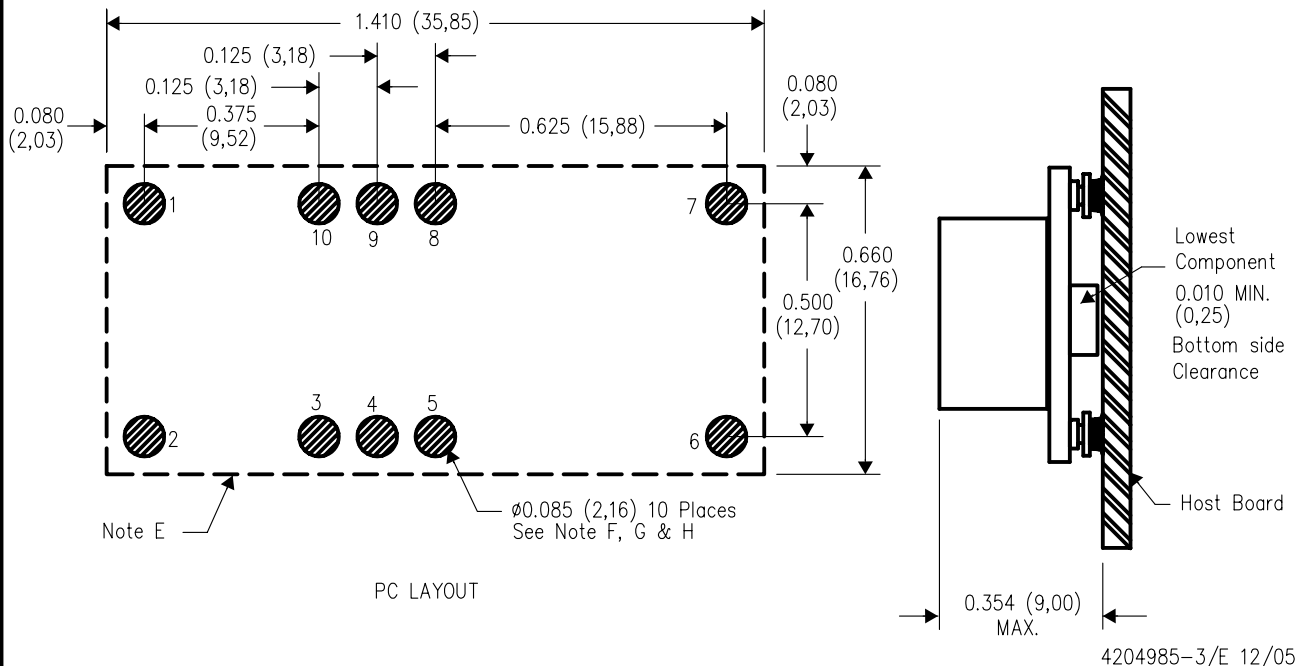 1.410 (35,85)
0.125 (3,18)
0.125 (3,18)
0.080
(2,03)
0.375
(9,52)
0.625 (15,88)
0.080
(2,03)
1
10
9
8
7
0.660
(16,76)
0.500
(12,70)
2
3
4
5
6
Note E
ø0.085 (2,16) 10 Places
See Note F, G & H
PC LAYOUT
Lowest
Component
0.010 MIN.
(0,25)
Bottom side
Clearance
Host Board
0.354 (9,00)
MAX.
4204985-3/E 12/05